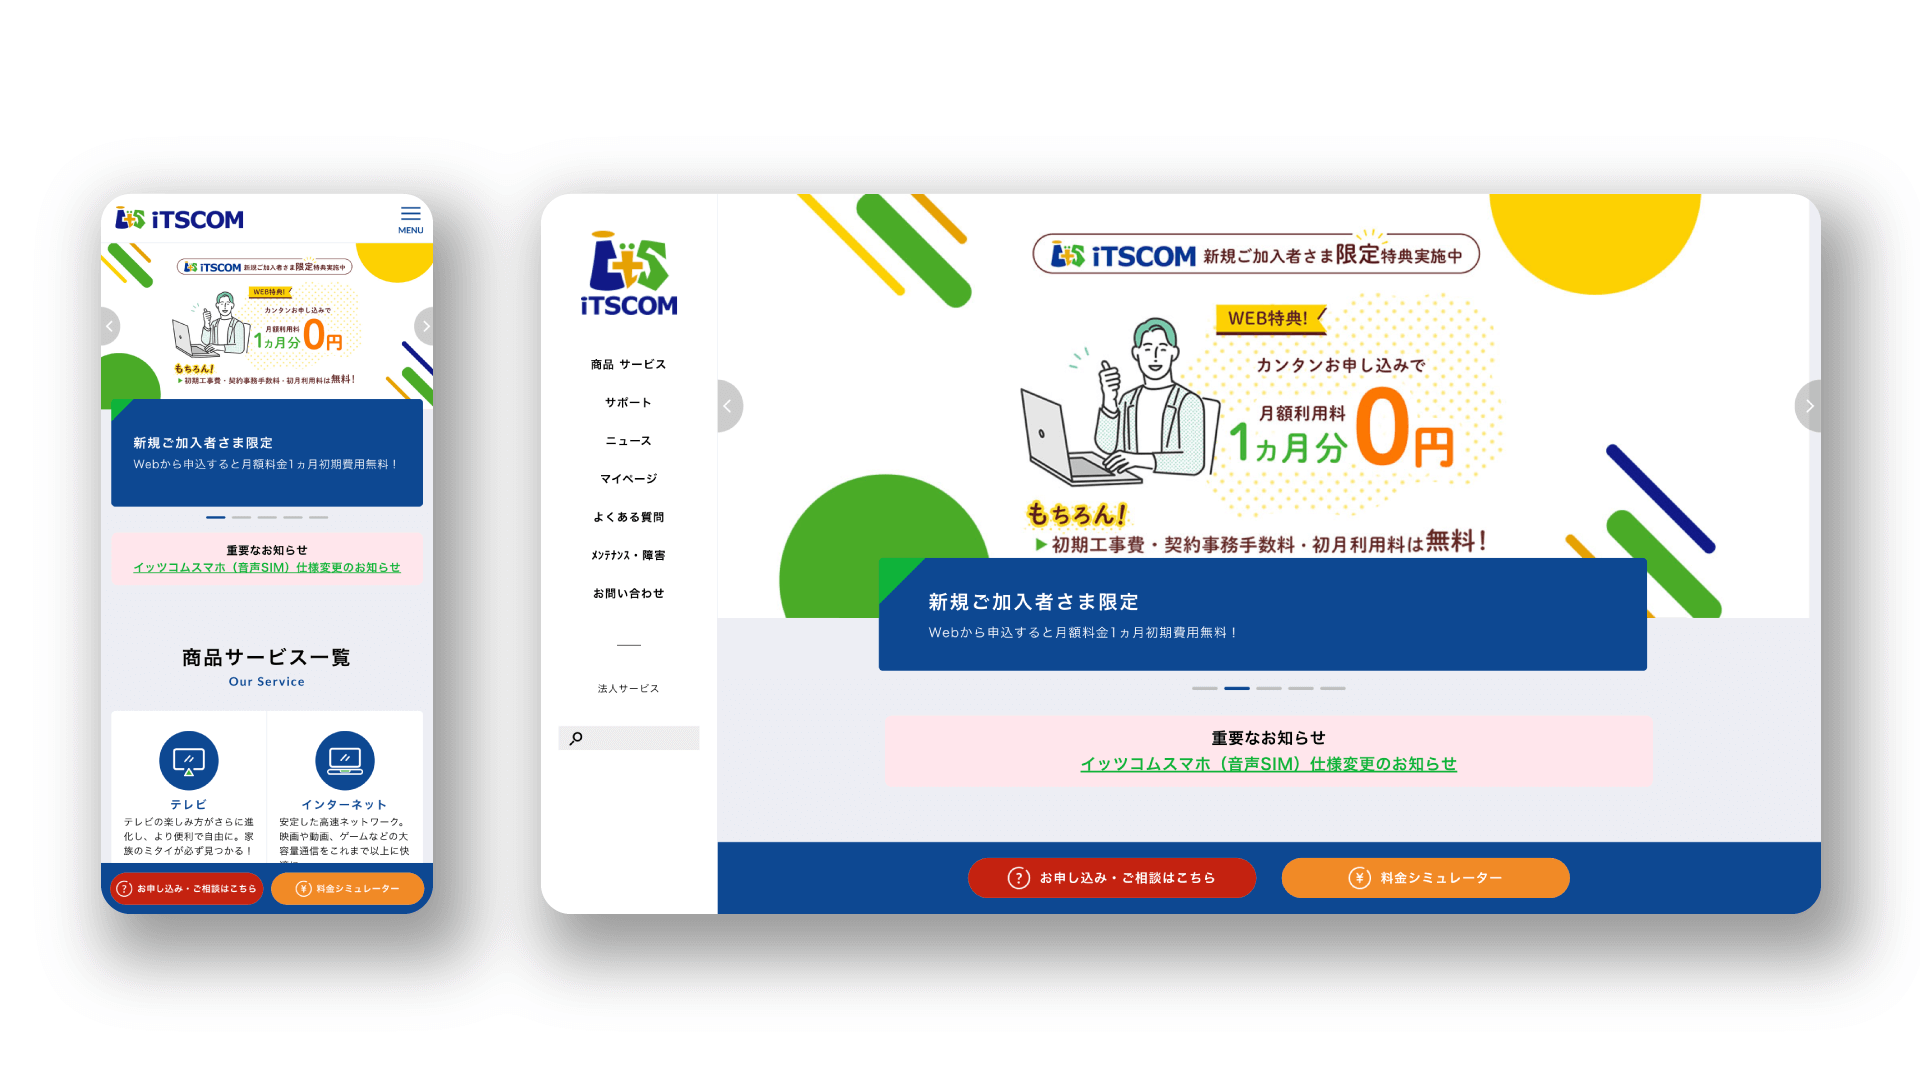 iTSCOM
MENU
iTSCOM 新規ご加入者さま限定特典実施中
WEB特典!
カンタンお申し込みで
月額利用料
1ヵ月分0円
もちろん!
▶初期工事費・契約事務手数料・初月利用料は無料!
新規ご加入者さま限定
Webから申込すると月額料金1ヵ月初期費用無料！
重要なお知らせ
イッツコムスマホ（音声SIM）仕様変更のお知らせ
商品サービス一覧
Our Service
テレビ
テレビの楽しみ方がさらに進
化し、より便利で自由に。家
族のミタイが必ず見つかる！
インターネット
安定した高速ネットワーク。
映画や動画、ゲームなどの大
容量通信をこれまで以上に快
お申し込み・ご相談はこちら
料金シミュレーター
iTSCOM
商品 サービス
サポート
ニュース
マイページ
よくある質問
ﾒﾝﾃﾅﾝｽ・障害
お問い合わせ
法人サービス
iTSCOM 新規ご加入者さま限定特典実施中
WEB特典!
カンタンお申し込みで
月額利用料
1ヵ月分0円
もちろん!
▶初期工事費・契約事務手数料・初月利用料は無料!
新規ご加入者さま限定
Webから申込すると月額料金1ヵ月初期費用無料！
重要なお知らせ
イッツコムスマホ（音声SIM）仕様変更のお知らせ
お申し込み・ご相談はこちら
料金シミュレーター